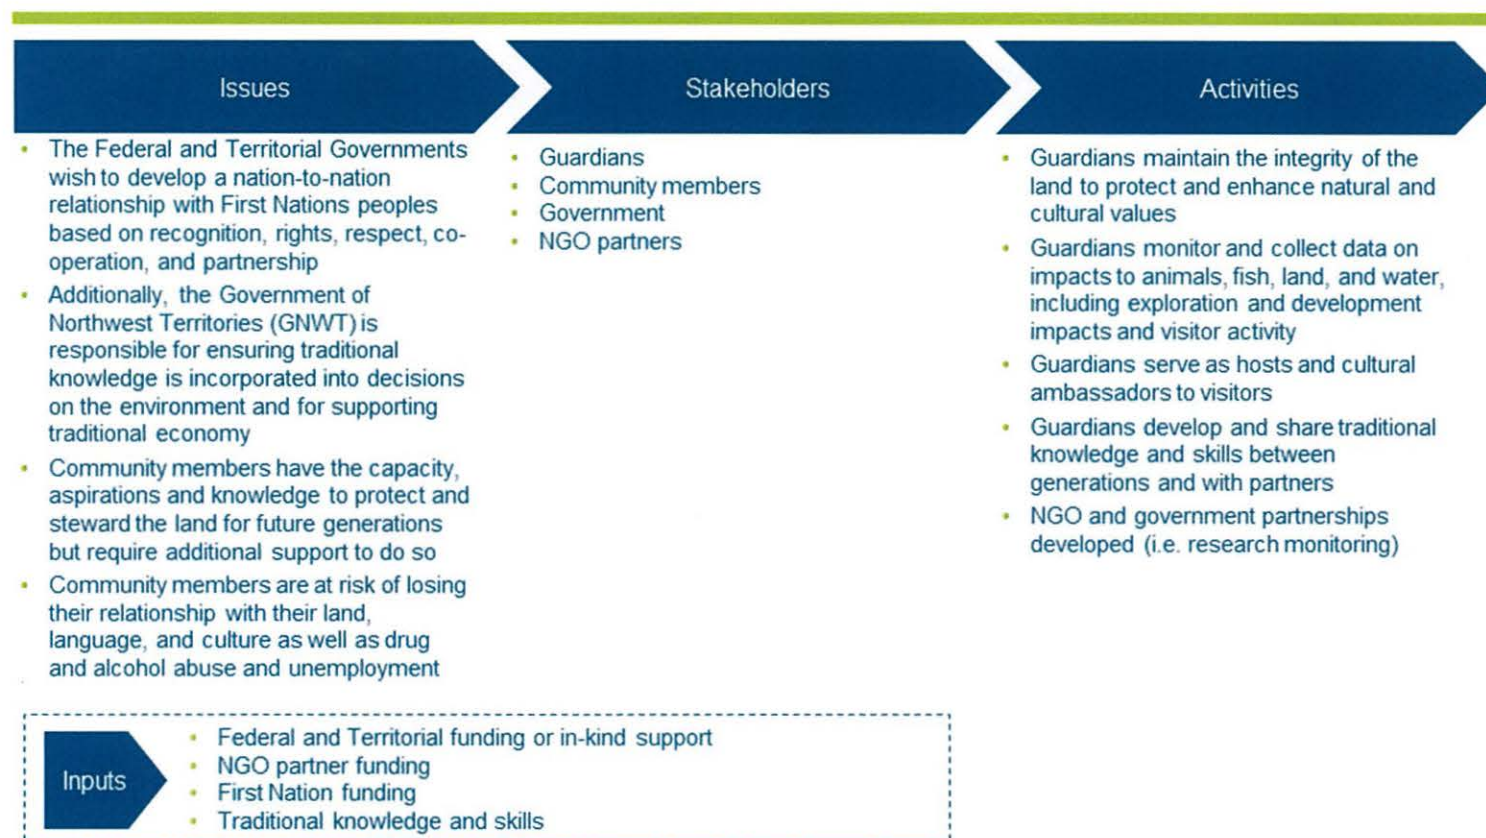 Issues
• The Federal and Territorial Governments
wish to develop a nation-to-nation
relationship with First Nations peoples
based on recognition, rights, respect, co-
operation, and partnership
• Additionally, the Government of
Northwest Territories (GNWT) is
responsible for ensuring traditional
knowledge is incorporated into decisions
on the environment and for supporting
traditional economy
• Community members have the capacity,
aspirations and knowledge to protect and
steward the land for future generations
but require additional support to do so
• Community members are at risk of losing
their relationship with their land,
language, and culture as well as drug
and alcohol abuse and unemployment
Stakeholders
• Guardians
• Community members
• Government
• NGO partners
Activities
• Guardians maintain the integrity of the
land to protect and enhance natural and
cultural values
• Guardians monitor and collect data on
impacts to animals, fish, land, and water,
including exploration and development
impacts and visitor activity
• Guardians serve as hosts and cultural
ambassadors to visitors
• Guardians develop and share traditional
knowledge and skills between
generations and with partners
• NGO and government partnerships
developed (i.e. research monitoring)
Inputs
• Federal and Territorial funding or in-kind support
• NGO partner funding
• First Nation funding
• Traditional knowledge and skills